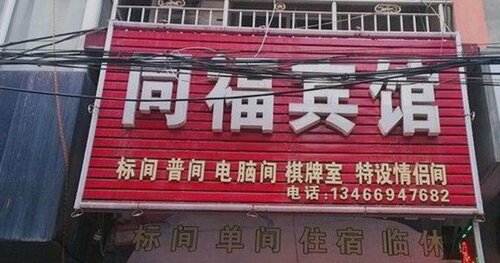 同福宾馆
标间 普间 电脑间 棋牌室 特设情侣间
电话:13466947682
标间 单间 住宿 临休